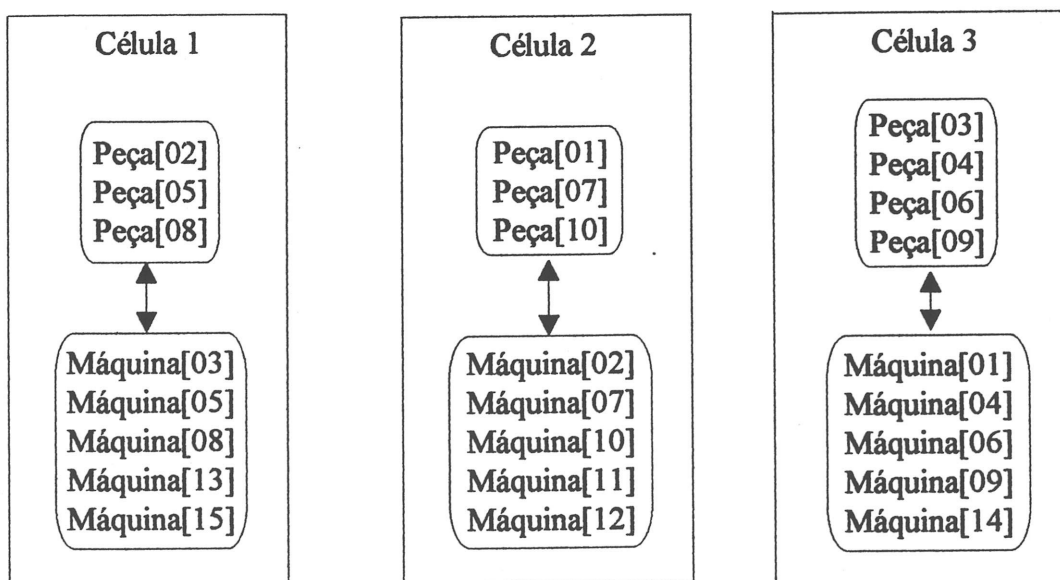 Célula 1
Peça[02]
Peça[05]
Peça[08]
Máquina[03]
Máquina[05]
Máquina[08]
Máquina[13]
Máquina[15]
Célula 2
Peça[01]
Peça[07]
Peça[10]
Máquina[02]
Máquina[07]
Máquina[10]
Máquina[11]
Máquina[12]
Célula 3
Peça[03]
Peça[04]
Peça[06]
Peça[09]
Máquina[01]
Máquina[04]
Máquina[06]
Máquina[09]
Máquina[14]